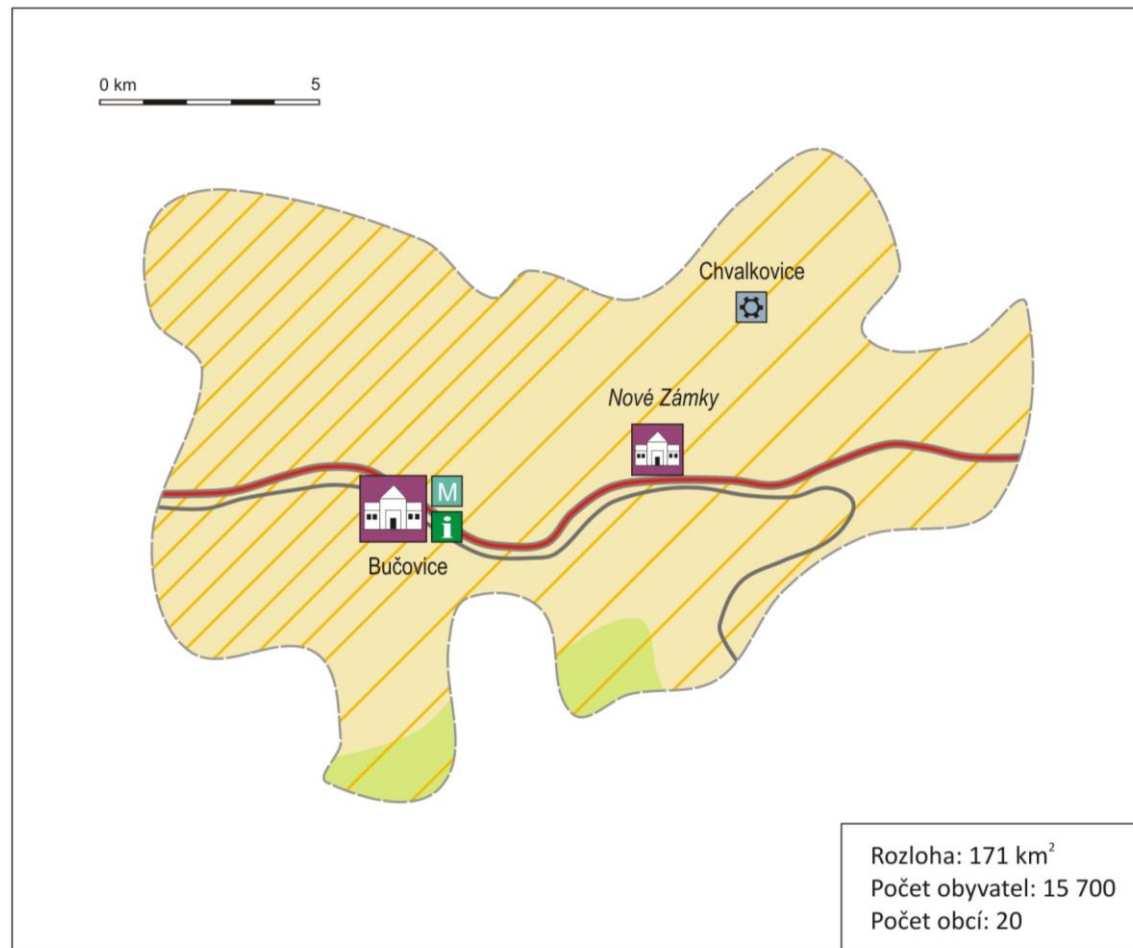 0 km 5
Chvalkovice
Nové Zámky
M
i
Bučovice
Rozloha: 171 km²
Počet obyvatel: 15 700
Počet obcí: 20